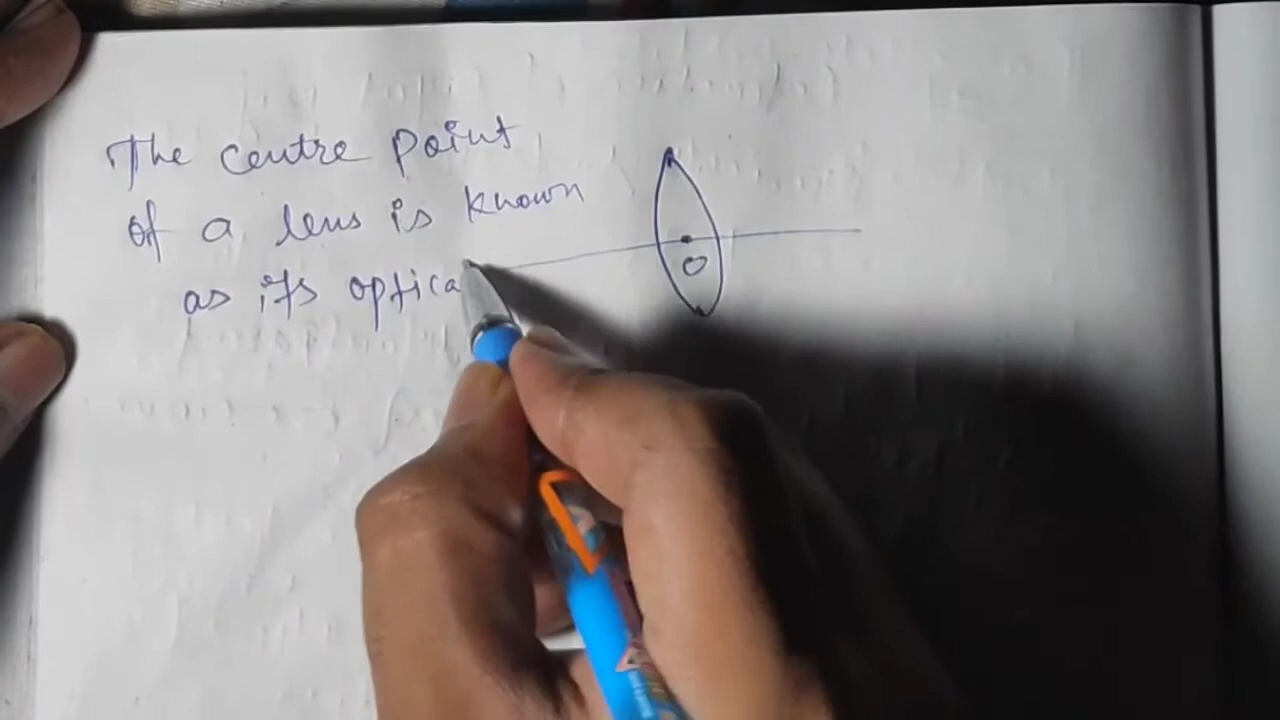 The centre point
of a lens is known
as its optica
O